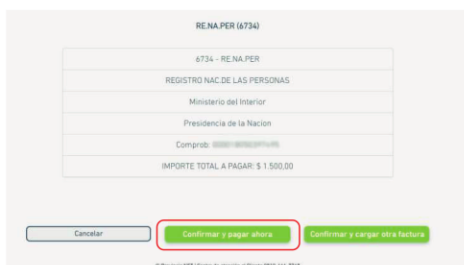 RE.NA.PER (6734)
6734 - RE.NA.PER
REGISTRO NAC.DE LAS PERSONAS
Ministerio del Interior
Presidencia de la Nacion
Comprob:
IMPORTE TOTAL A PAGAR: $ 1.500,00
Cancelar
Confirmar y pagar ahora
Confirmar y cargar otra factura